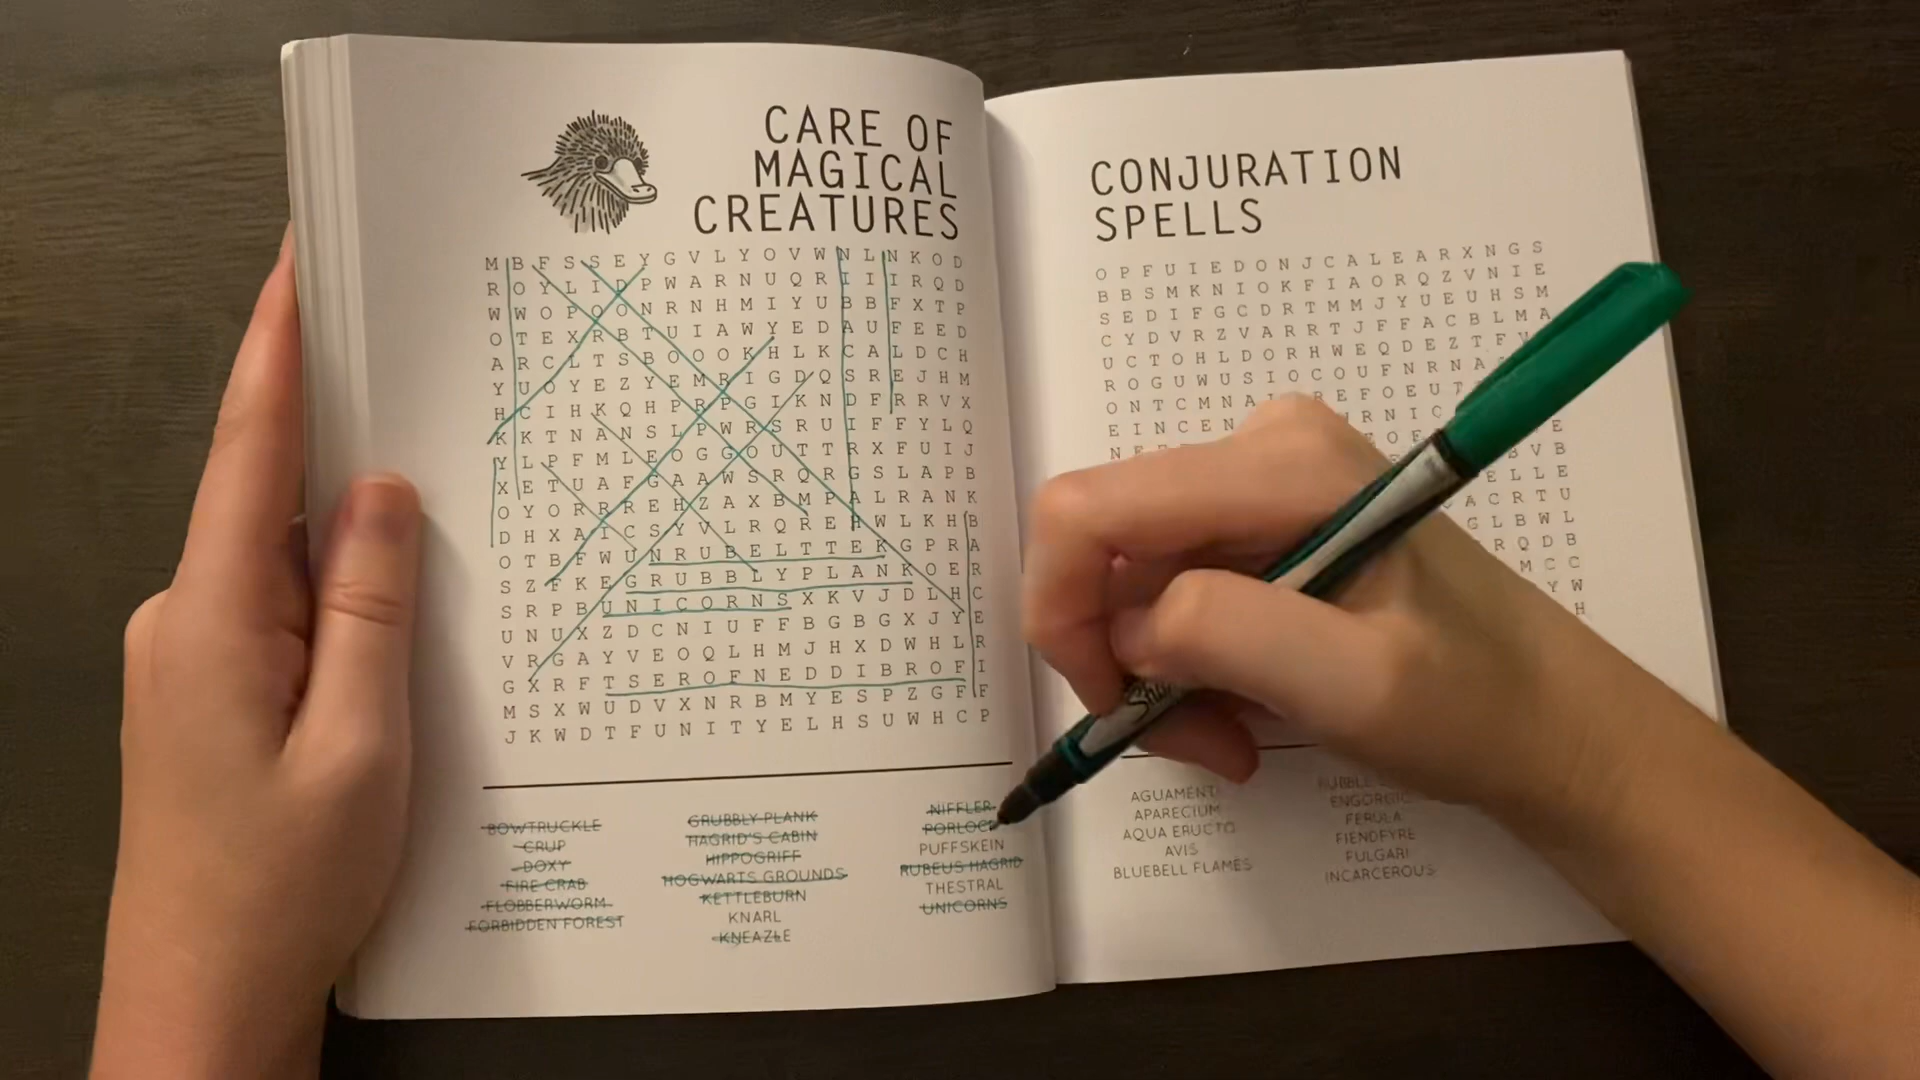 CARE OF
MAGICAL
CREATURES
M B F S S E Y G V L Y O V W N L N K O D
R O Y L I D P W A R N U Q R I I I R Q D
W W O P O O N R N H M I Y U B B F X T P
O T E X R B T U I A W Y E D A U F E E D
A R C L T S B O O O K H L K C A L D C H
Y U O Y E Z Y E M R I G D Q S R E J H M
H C I H K Q H P R P G I K N D F R R V X
K K T N A N S L P W R S R U I F F Y L Q
Y L P F M L E O G G O U T T R X F U I J
X E T U A F G A A W S R Q R G S L A P B
O Y O R R R E H Z A X B M P A L R A N K
D H X A I C S Y V L R Q R E H W L K H B
O T B F W U N R U B E L T T E K G P R A
S Z F K E G R U B B L Y P L A N K O E R
S R P B U N I C O R N S X K V J D L H C
U N U X Z D C N I U F F B G B G X J Y E
V R G A Y V E O Q L H M J H X D W H L R
G X R F T S E R O F N E D D I B R O F I
M S X W U D V X N R B M Y E S P Z G F F
J K W D T F U N I T Y E L H S U W H C P
BOWTRUCKLE
CRUP
DOXY
FIRE CRAB
FLOBBERWORM
FORBIDDEN FOREST
GRUBBLY PLANK
HAGRID'S CABIN
HIPPOGRIFF
HOGWARTS GROUNDS
KETTLEBURN
KNARL
KNEAZLE
NIFFLER
PORLOCK
PUFFSKEIN
RUBEUS HAGRID
THESTRAL
UNICORNS
CONJURATION
SPELLS
O P F U I E D O N J C A L E A R X N G S
B B S M K N I O K F I A O R Q Z V N I E
S E D I F G C D R T M M J Y U E U H S M
C Y D V R Z V A R R T J F F A C B L M A
U C T O H L D O R H W E Q D E Z T F V
R O G U W U S I O C O U F N R N A
O N T C M N A R E F O E U T
E I N C E N R N I C E
B V B
E L L E
A C R T U
G L B W L
R Q D B
M C C
Y W
H
AGUAMENTI
APARECIUM
AQUA ERUCTO
AVIS
BLUEBELL FLAMES
ENGORGIO
FERULA
FIENDFYRE
FULGARI
INCARCEROUS